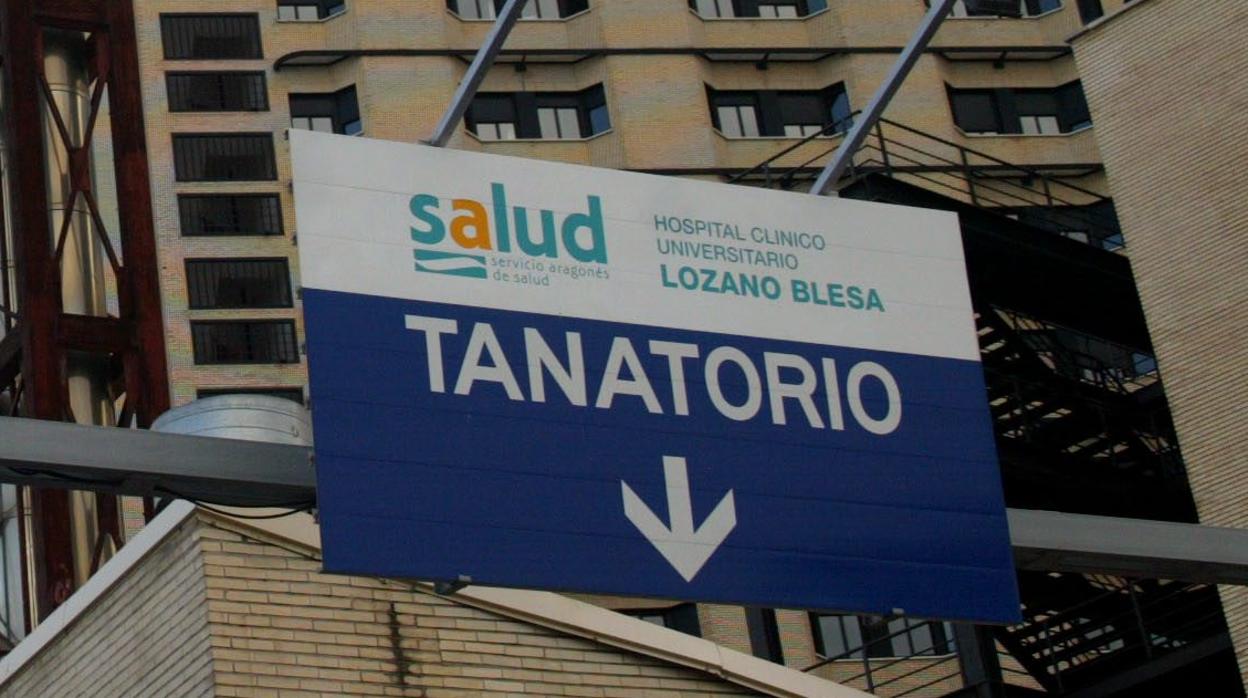 salud
servicio aragonés
de salud
HOSPITAL CLINICO
UNIVERSITARIO
LOZANO BLESA
TANATORIO